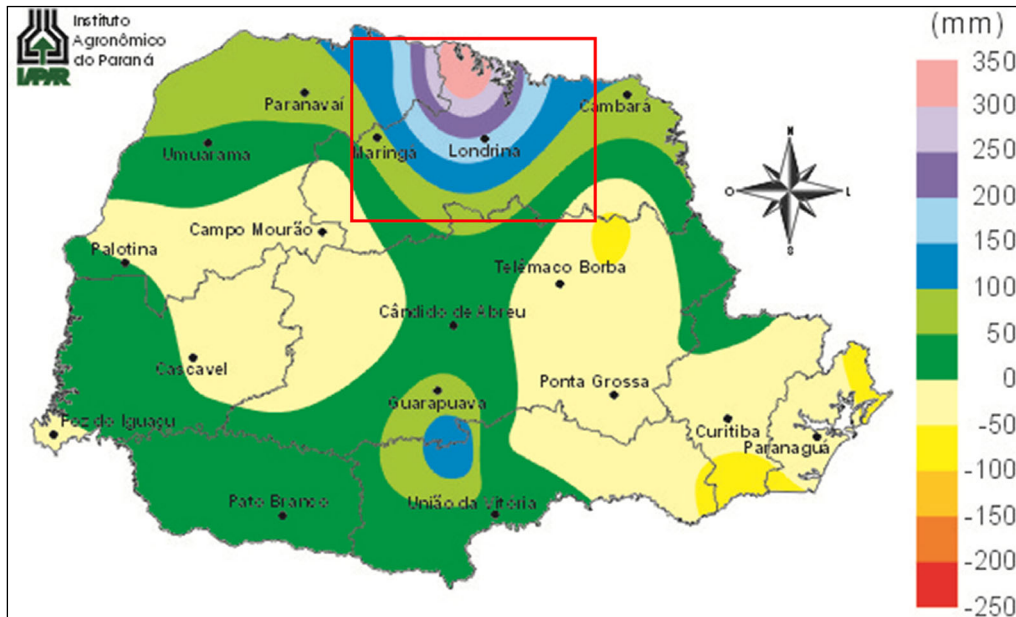 Instituto
Agronômico
do Paraná
IAPAR
(mm)
350
300
250
200
150
100
50
0
-50
-100
-150
-200
-250
Paranavaí
Cambará
Umuarama
Maringá
Londrina
N
O
L
S
Campo Mourão
Palotina
Telémaco Borba
Cândido de Abreu
Cascavel
Guarapuava
Ponta Grossa
Foz do Iguaçu
Curitiba
Paranaguá
Pato Branco
União da Vitória